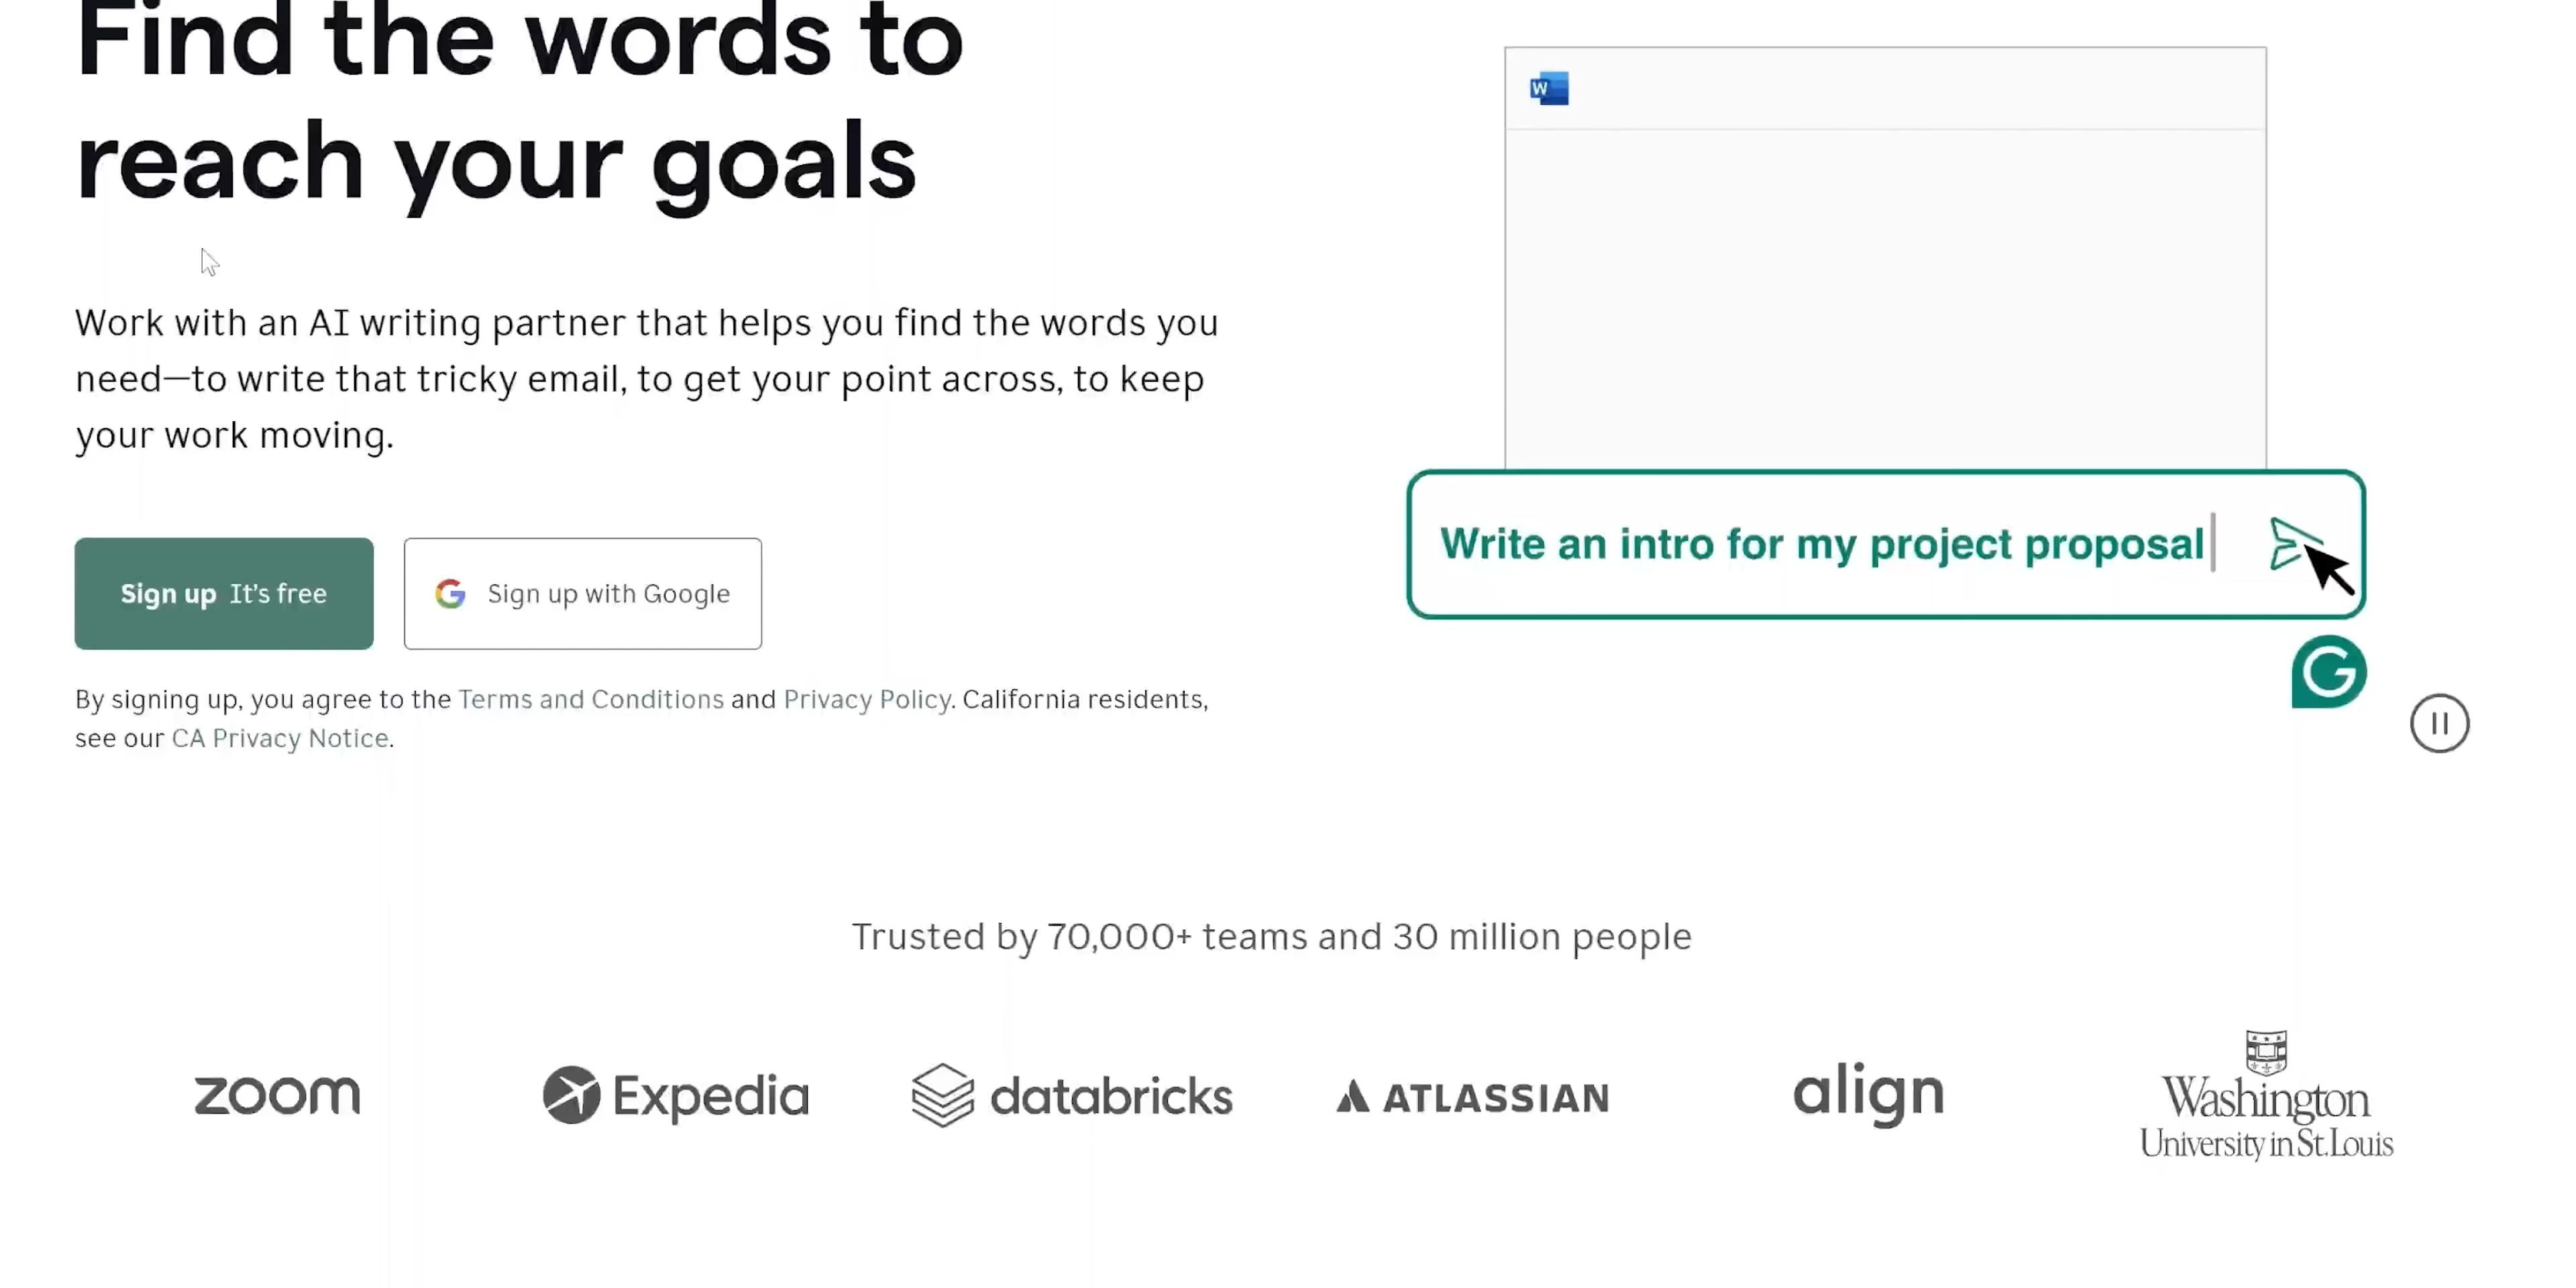 Find the words to
reach your goals
Work with an AI writing partner that helps you find the words you
need—to write that tricky email, to get your point across, to keep
your work moving.
Sign up It's free
Sign up with Google
By signing up, you agree to the Terms and Conditions and Privacy Policy. California residents,
see our CA Privacy Notice.
W
Write an intro for my project proposal
G
Trusted by 70,000+ teams and 30 million people
zoom
Expedia
databricks
ATLASSIAN
align
Washington
University in St. Louis